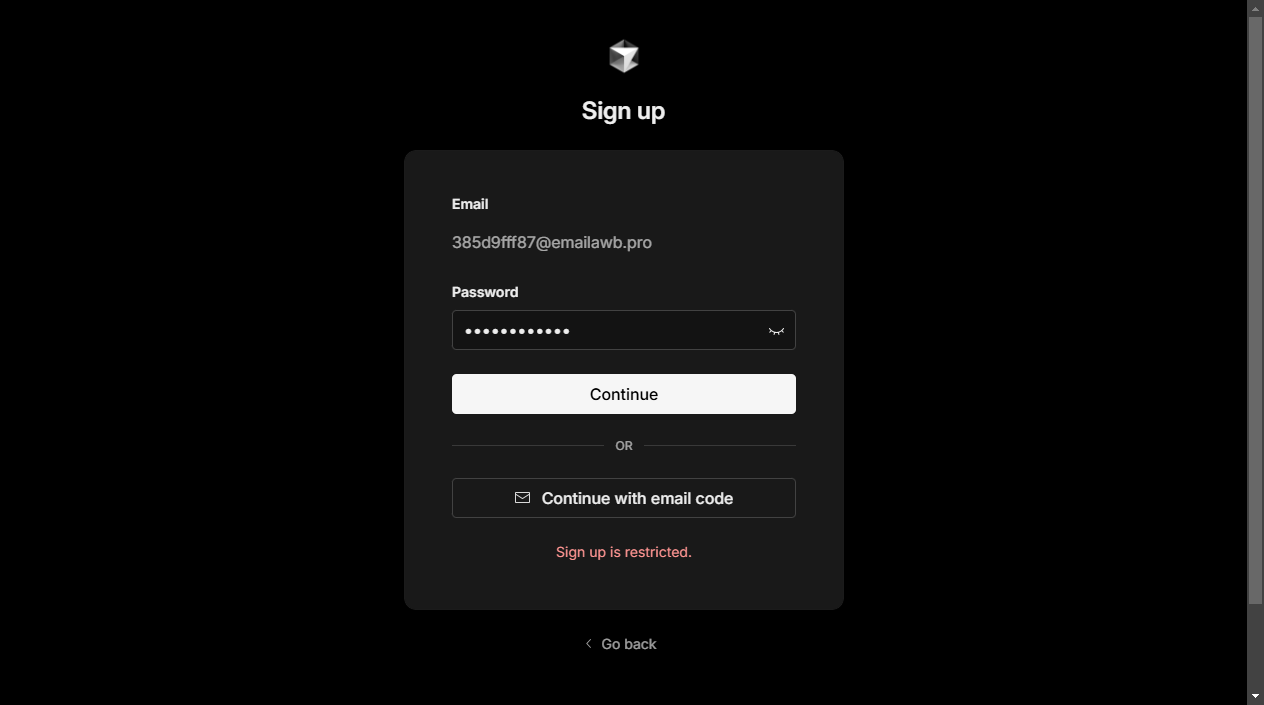 Sign up
Email
385d9fff87@emailawb.pro
Password
Continue
OR
Continue with email code
Sign up is restricted.
Go back